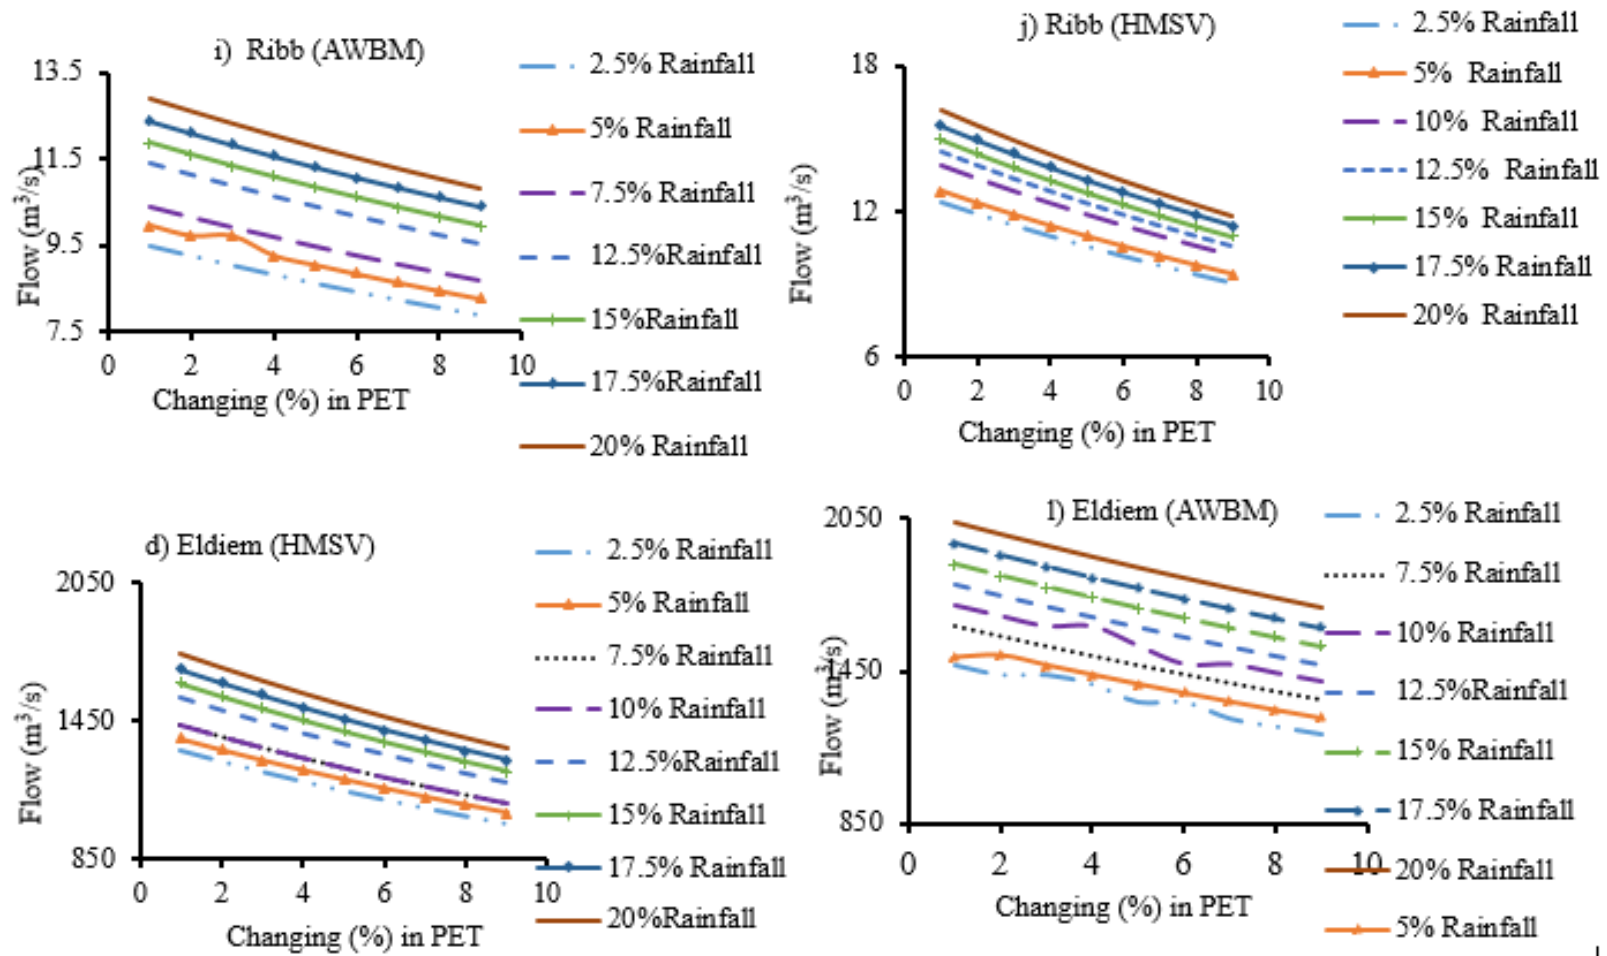 i) Ribb (AWBM)
13.5
11.5
9.5
7.5
Flow (m³/s)
0 2 4 6 8 10
Changing (%) in PET
2.5% Rainfall
5% Rainfall
7.5% Rainfall
12.5%Rainfall
15%Rainfall
17.5%Rainfall
20% Rainfall
j) Ribb (HMSV)
18
12
6
Flow (m³/s)
0 2 4 6 8 10
Changing (%) in PET
2.5% Rainfall
5% Rainfall
10% Rainfall
12.5% Rainfall
15% Rainfall
17.5% Rainfall
20% Rainfall
d) Eldiem (HMSV)
2050
1450
850
Flow (m³/s)
0 2 4 6 8 10
Changing (%) in PET
2.5% Rainfall
5% Rainfall
7.5% Rainfall
10% Rainfall
12.5%Rainfall
15% Rainfall
17.5% Rainfall
20%Rainfall
l) Eldiem (AWBM)
2050
1450
850
Flow (m³/s)
0 2 4 6 8 10
Changing (%) in PET
2.5% Rainfall
7.5% Rainfall
10% Rainfall
12.5%Rainfall
15% Rainfall
17.5% Rainfall
20% Rainfall
5% Rainfall